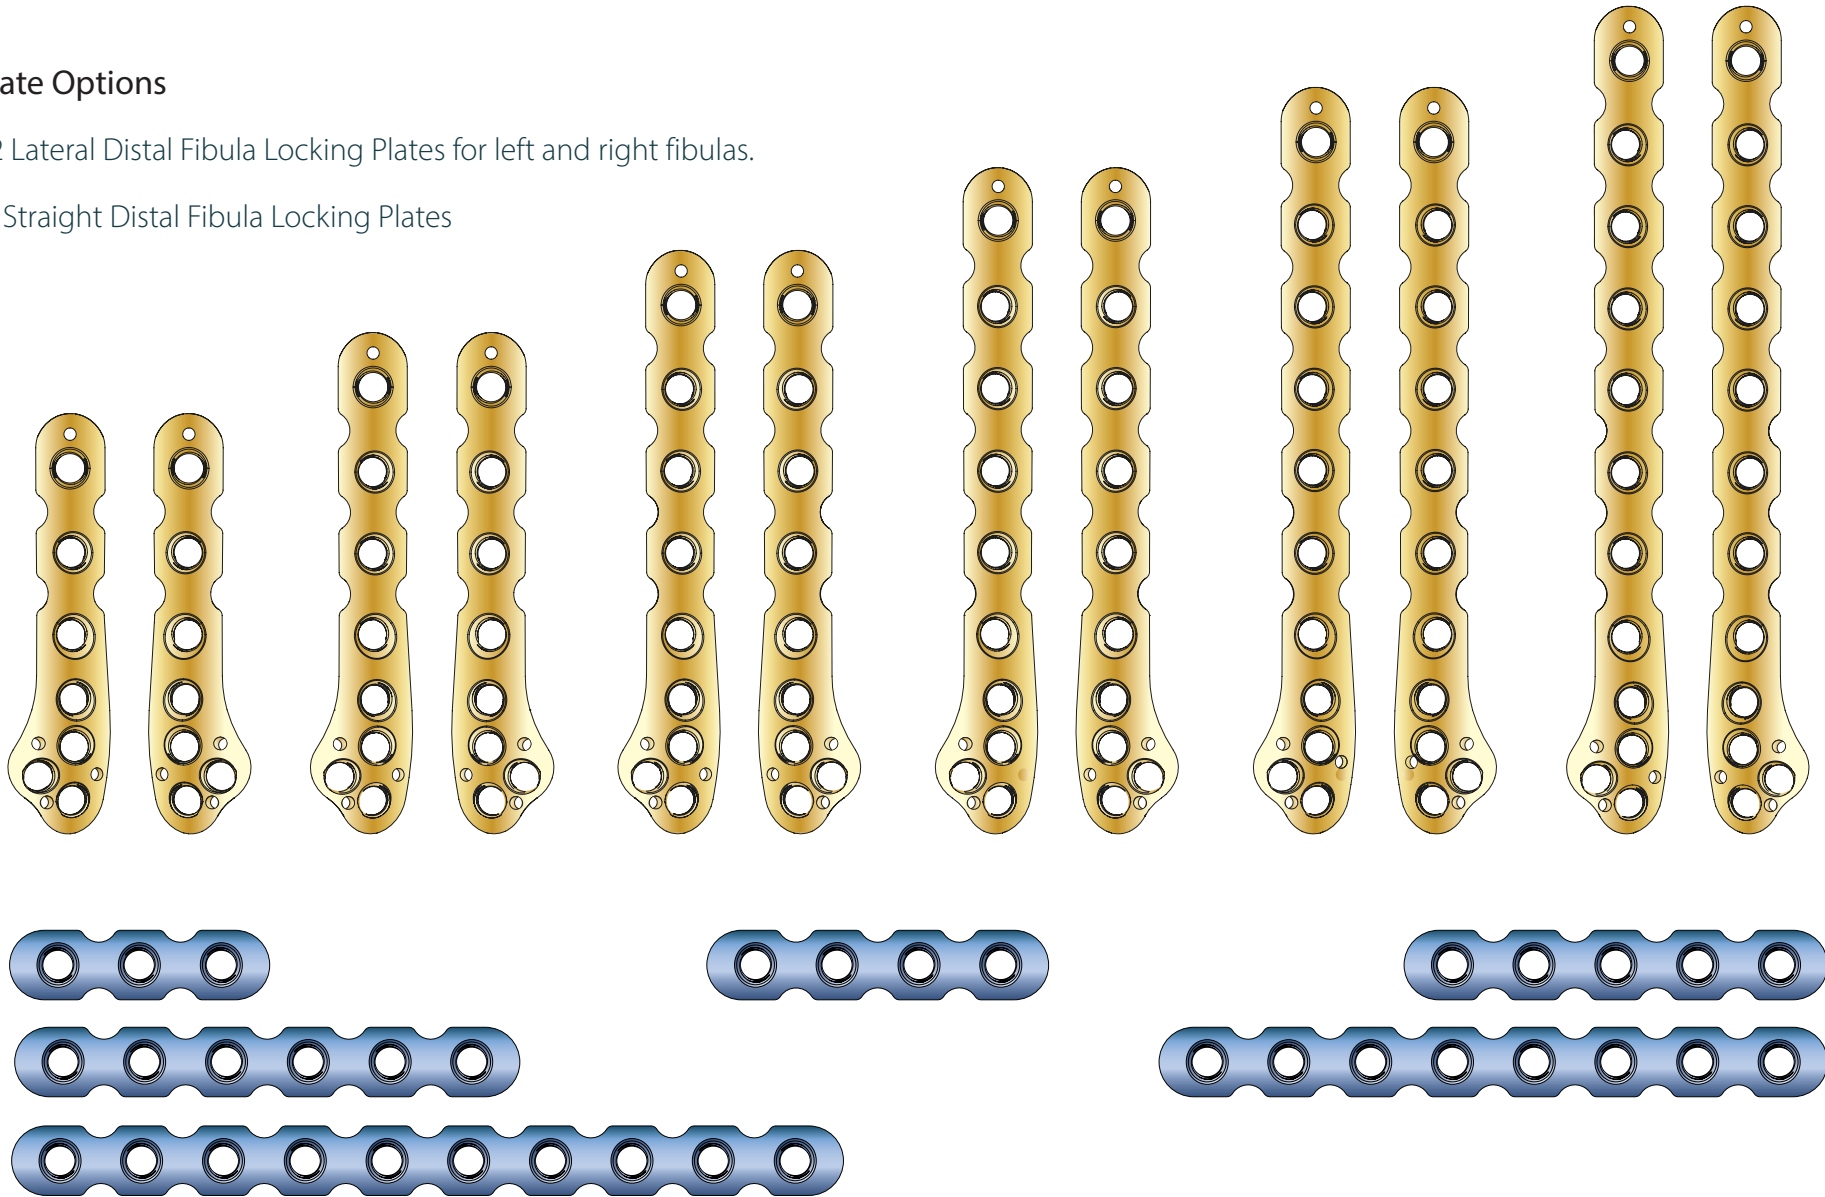 ate Options
2 Lateral Distal Fibula Locking Plates for left and right fibulas.
Straight Distal Fibula Locking Plates